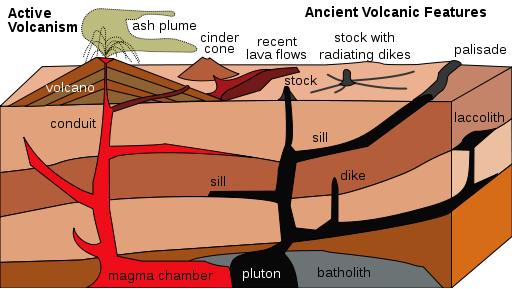 Active
Volcanism
Ancient Volcanic Features
ash plume
cinder
cone
recent
lava flows
stock with
radiating dikes
palisade
volcano
stock
conduit
laccolith
sill
dike
sill
magma chamber
pluton
batholith